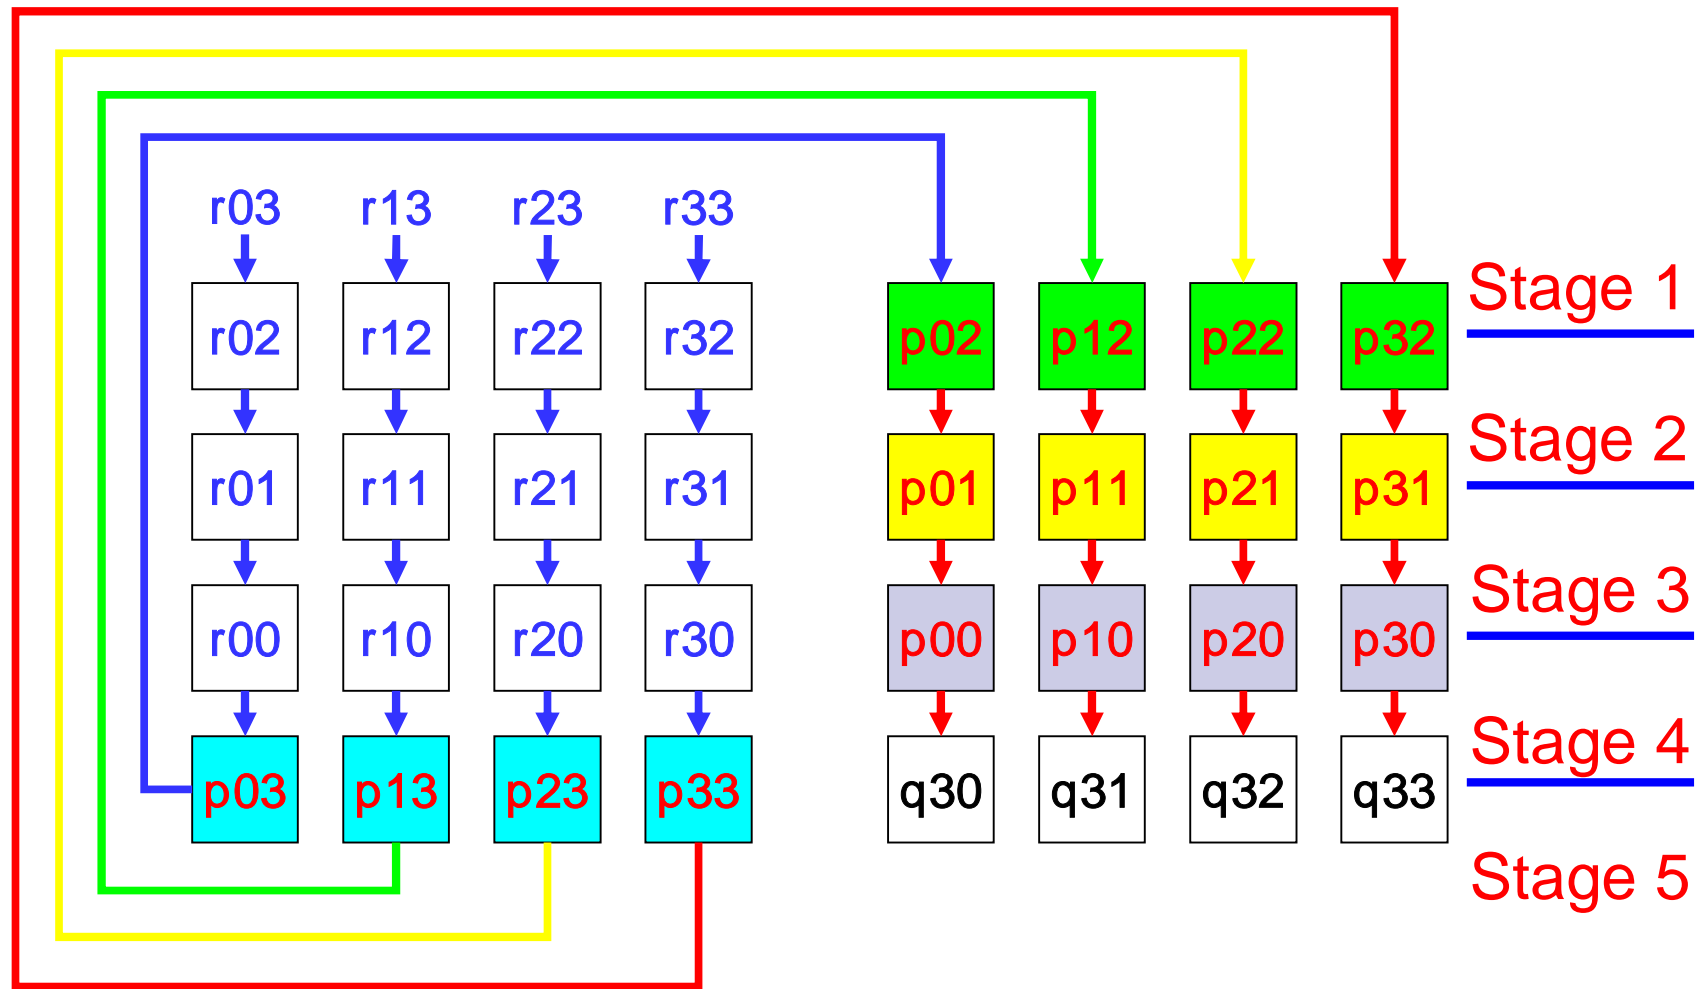 r03 r13 r23 r33
r02 r12 r22 r32 p02 p12 p22 p32 Stage 1
r01 r11 r21 r31 p01 p11 p21 p31 Stage 2
r00 r10 r20 r30 p00 p10 p20 p30 Stage 3
p03 p13 p23 p33 q30 q31 q32 q33 Stage 4
Stage 5